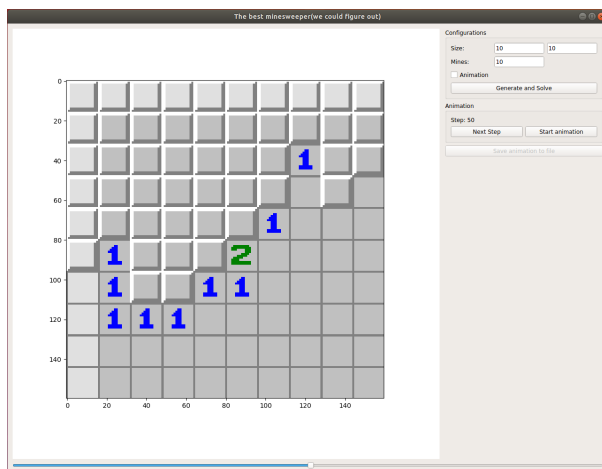 The best minesweeper(we could figure out)
Configurations
Size: 10 10
Mines: 10
Animation
Generate and Solve
Animation
Step: 50
Next Step Start animation
Save animation to file
0
20
40 1
60
1
80
1 2
100 1 1 1
120 1 1 1
140
0 20 40 60 80 100 120 140